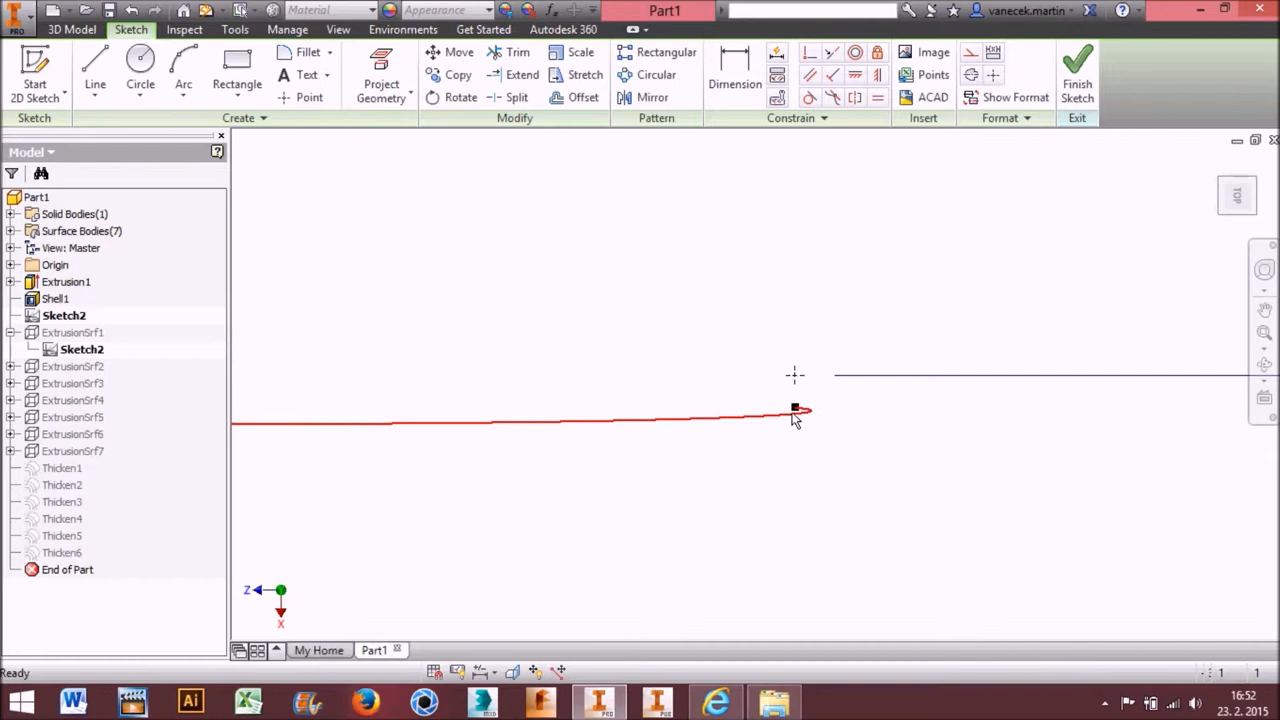 Material
Appearance
Part1
vanecek.martin
PRO
3D Model
Sketch
Inspect
Tools
Manage
View
Environments
Get Started
Autodesk 360
Start
2D Sketch
Line
Circle
Arc
Rectangle
Fillet
Text
Point
Project
Geometry
Move
Copy
Rotate
Trim
Extend
Split
Scale
Stretch
Offset
Rectangular
Circular
Mirror
Dimension
Image
Points
ACAD
Show Format
Finish
Sketch
Sketch
Create
Modify
Pattern
Constrain
Insert
Format
Exit
Model
Part1
Solid Bodies(1)
Surface Bodies(7)
View: Master
Origin
Extrusion1
Shell1
Sketch2
ExtrusionSrf1
Sketch2
ExtrusionSrf2
ExtrusionSrf3
ExtrusionSrf4
ExtrusionSrf5
ExtrusionSrf6
ExtrusionSrf7
Thicken1
Thicken2
Thicken3
Thicken4
Thicken5
Thicken6
End of Part
TOP
Z
X
My Home
Part1
Ready
1
1
16:52
23. 2. 2015